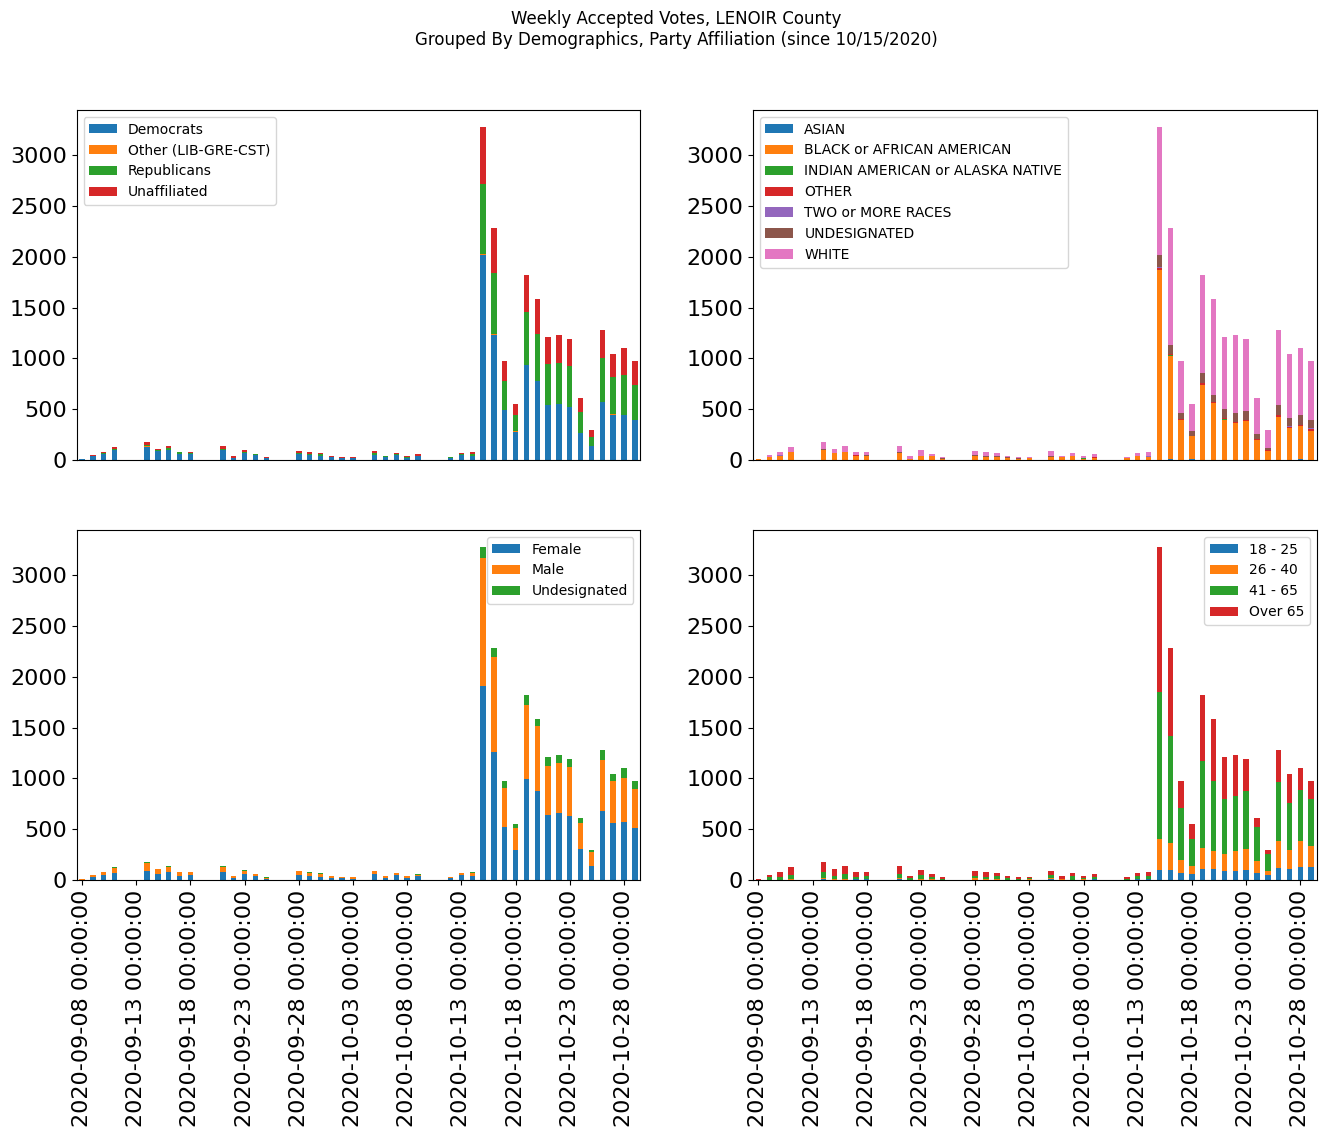 Weekly Accepted Votes, LENOIR County
Grouped By Demographics, Party Affiliation (since 10/15/2020)
Democrats
Other (LIB-GRE-CST)
Republicans
Unaffiliated
3000
2500
2000
1500
1000
500
0
ASIAN
BLACK or AFRICAN AMERICAN
INDIAN AMERICAN or ALASKA NATIVE
OTHER
TWO or MORE RACES
UNDESIGNATED
WHITE
3000
2500
2000
1500
1000
500
0
Female
Male
Undesignated
3000
2500
2000
1500
1000
500
0
2020-09-08 00:00:00
2020-09-13 00:00:00
2020-09-18 00:00:00
2020-09-23 00:00:00
2020-09-28 00:00:00
2020-10-03 00:00:00
2020-10-08 00:00:00
2020-10-13 00:00:00
2020-10-18 00:00:00
2020-10-23 00:00:00
2020-10-28 00:00:00
18 - 25
26 - 40
41 - 65
Over 65
3000
2500
2000
1500
1000
500
0
2020-09-08 00:00:00
2020-09-13 00:00:00
2020-09-18 00:00:00
2020-09-23 00:00:00
2020-09-28 00:00:00
2020-10-03 00:00:00
2020-10-08 00:00:00
2020-10-13 00:00:00
2020-10-18 00:00:00
2020-10-23 00:00:00
2020-10-28 00:00:00